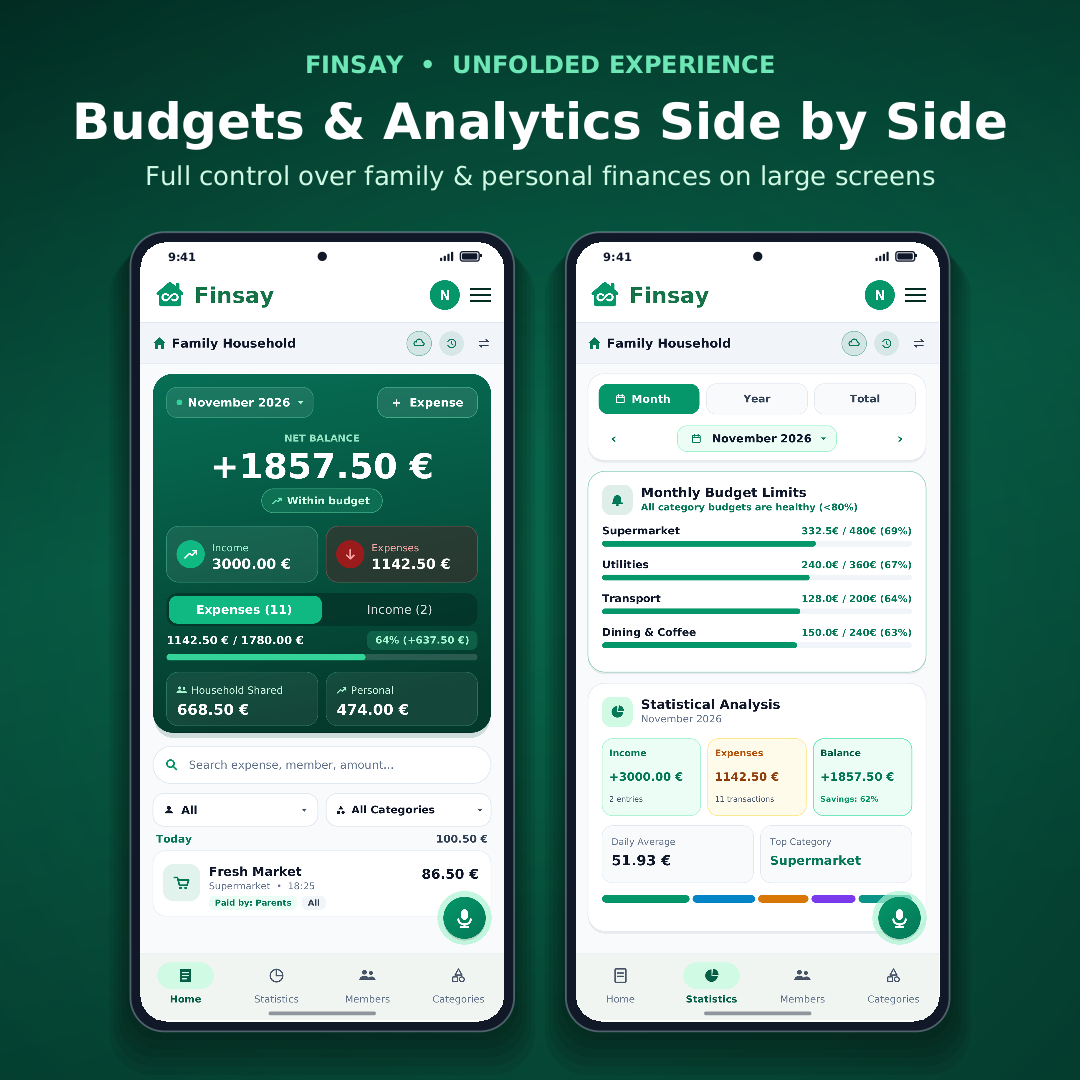 FINSAY • UNFOLDED EXPERIENCE
Budgets & Analytics Side by Side
Full control over family & personal finances on large screens
9:41
Finsay
N
Family Household
November 2026
+ Expense
NET BALANCE
+1857.50 €
Within budget
Income
3000.00 €
Expenses
1142.50 €
Expenses (11)
Income (2)
1142.50 € / 1780.00 €
64% (+637.50 €)
Household Shared
668.50 €
Personal
474.00 €
Search expense, member, amount...
All
All Categories
Today
100.50 €
Fresh Market
86.50 €
Supermarket • 18:25
Paid by: Parents
All
Home
Statistics
Members
Categories
9:41
Finsay
N
Family Household
Month
Year
Total
‹
November 2026
›
Monthly Budget Limits
All category budgets are healthy (<80%)
Supermarket
332.5€ / 480€ (69%)
Utilities
240.0€ / 360€ (67%)
Transport
128.0€ / 200€ (64%)
Dining & Coffee
150.0€ / 240€ (63%)
Statistical Analysis
November 2026
Income
+3000.00 €
2 entries
Expenses
1142.50 €
11 transactions
Balance
+1857.50 €
Savings: 62%
Daily Average
51.93 €
Top Category
Supermarket
Home
Statistics
Members
Categories